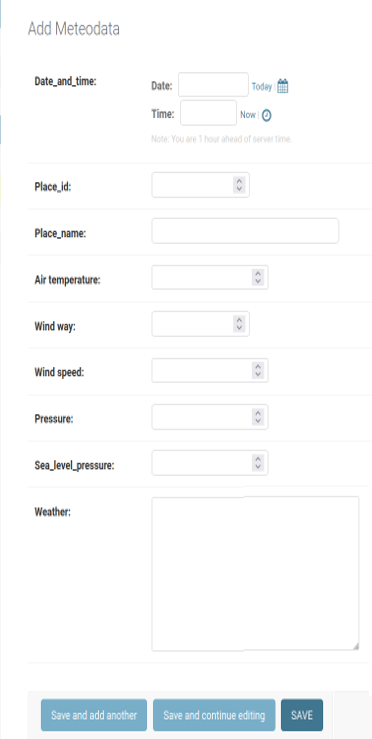 Add Meteodata
Date_and_time:
Date:
Today
Time:
Now
Note: You are 1 hour ahead of server time.
Place_id:
Place_name:
Air temperature:
Wind way:
Wind speed:
Pressure:
Sea_level_pressure:
Weather:
Save and add another
Save and continue editing
SAVE